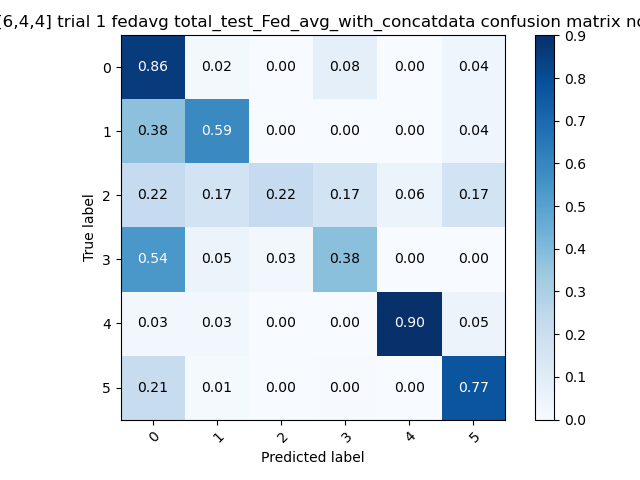 [6,4,4] trial 1 fedavg total_test_Fed_avg_with_concatdata confusion matrix
0 0.86 0.02 0.00 0.08 0.00 0.04
1 0.38 0.59 0.00 0.00 0.00 0.04
2 0.22 0.17 0.22 0.17 0.06 0.17
3 0.54 0.05 0.03 0.38 0.00 0.00
4 0.03 0.03 0.00 0.00 0.90 0.05
5 0.21 0.01 0.00 0.00 0.00 0.77
0 1 2 3 4 5
True label
Predicted label
0.9
0.8
0.7
0.6
0.5
0.4
0.3
0.2
0.1
0.0